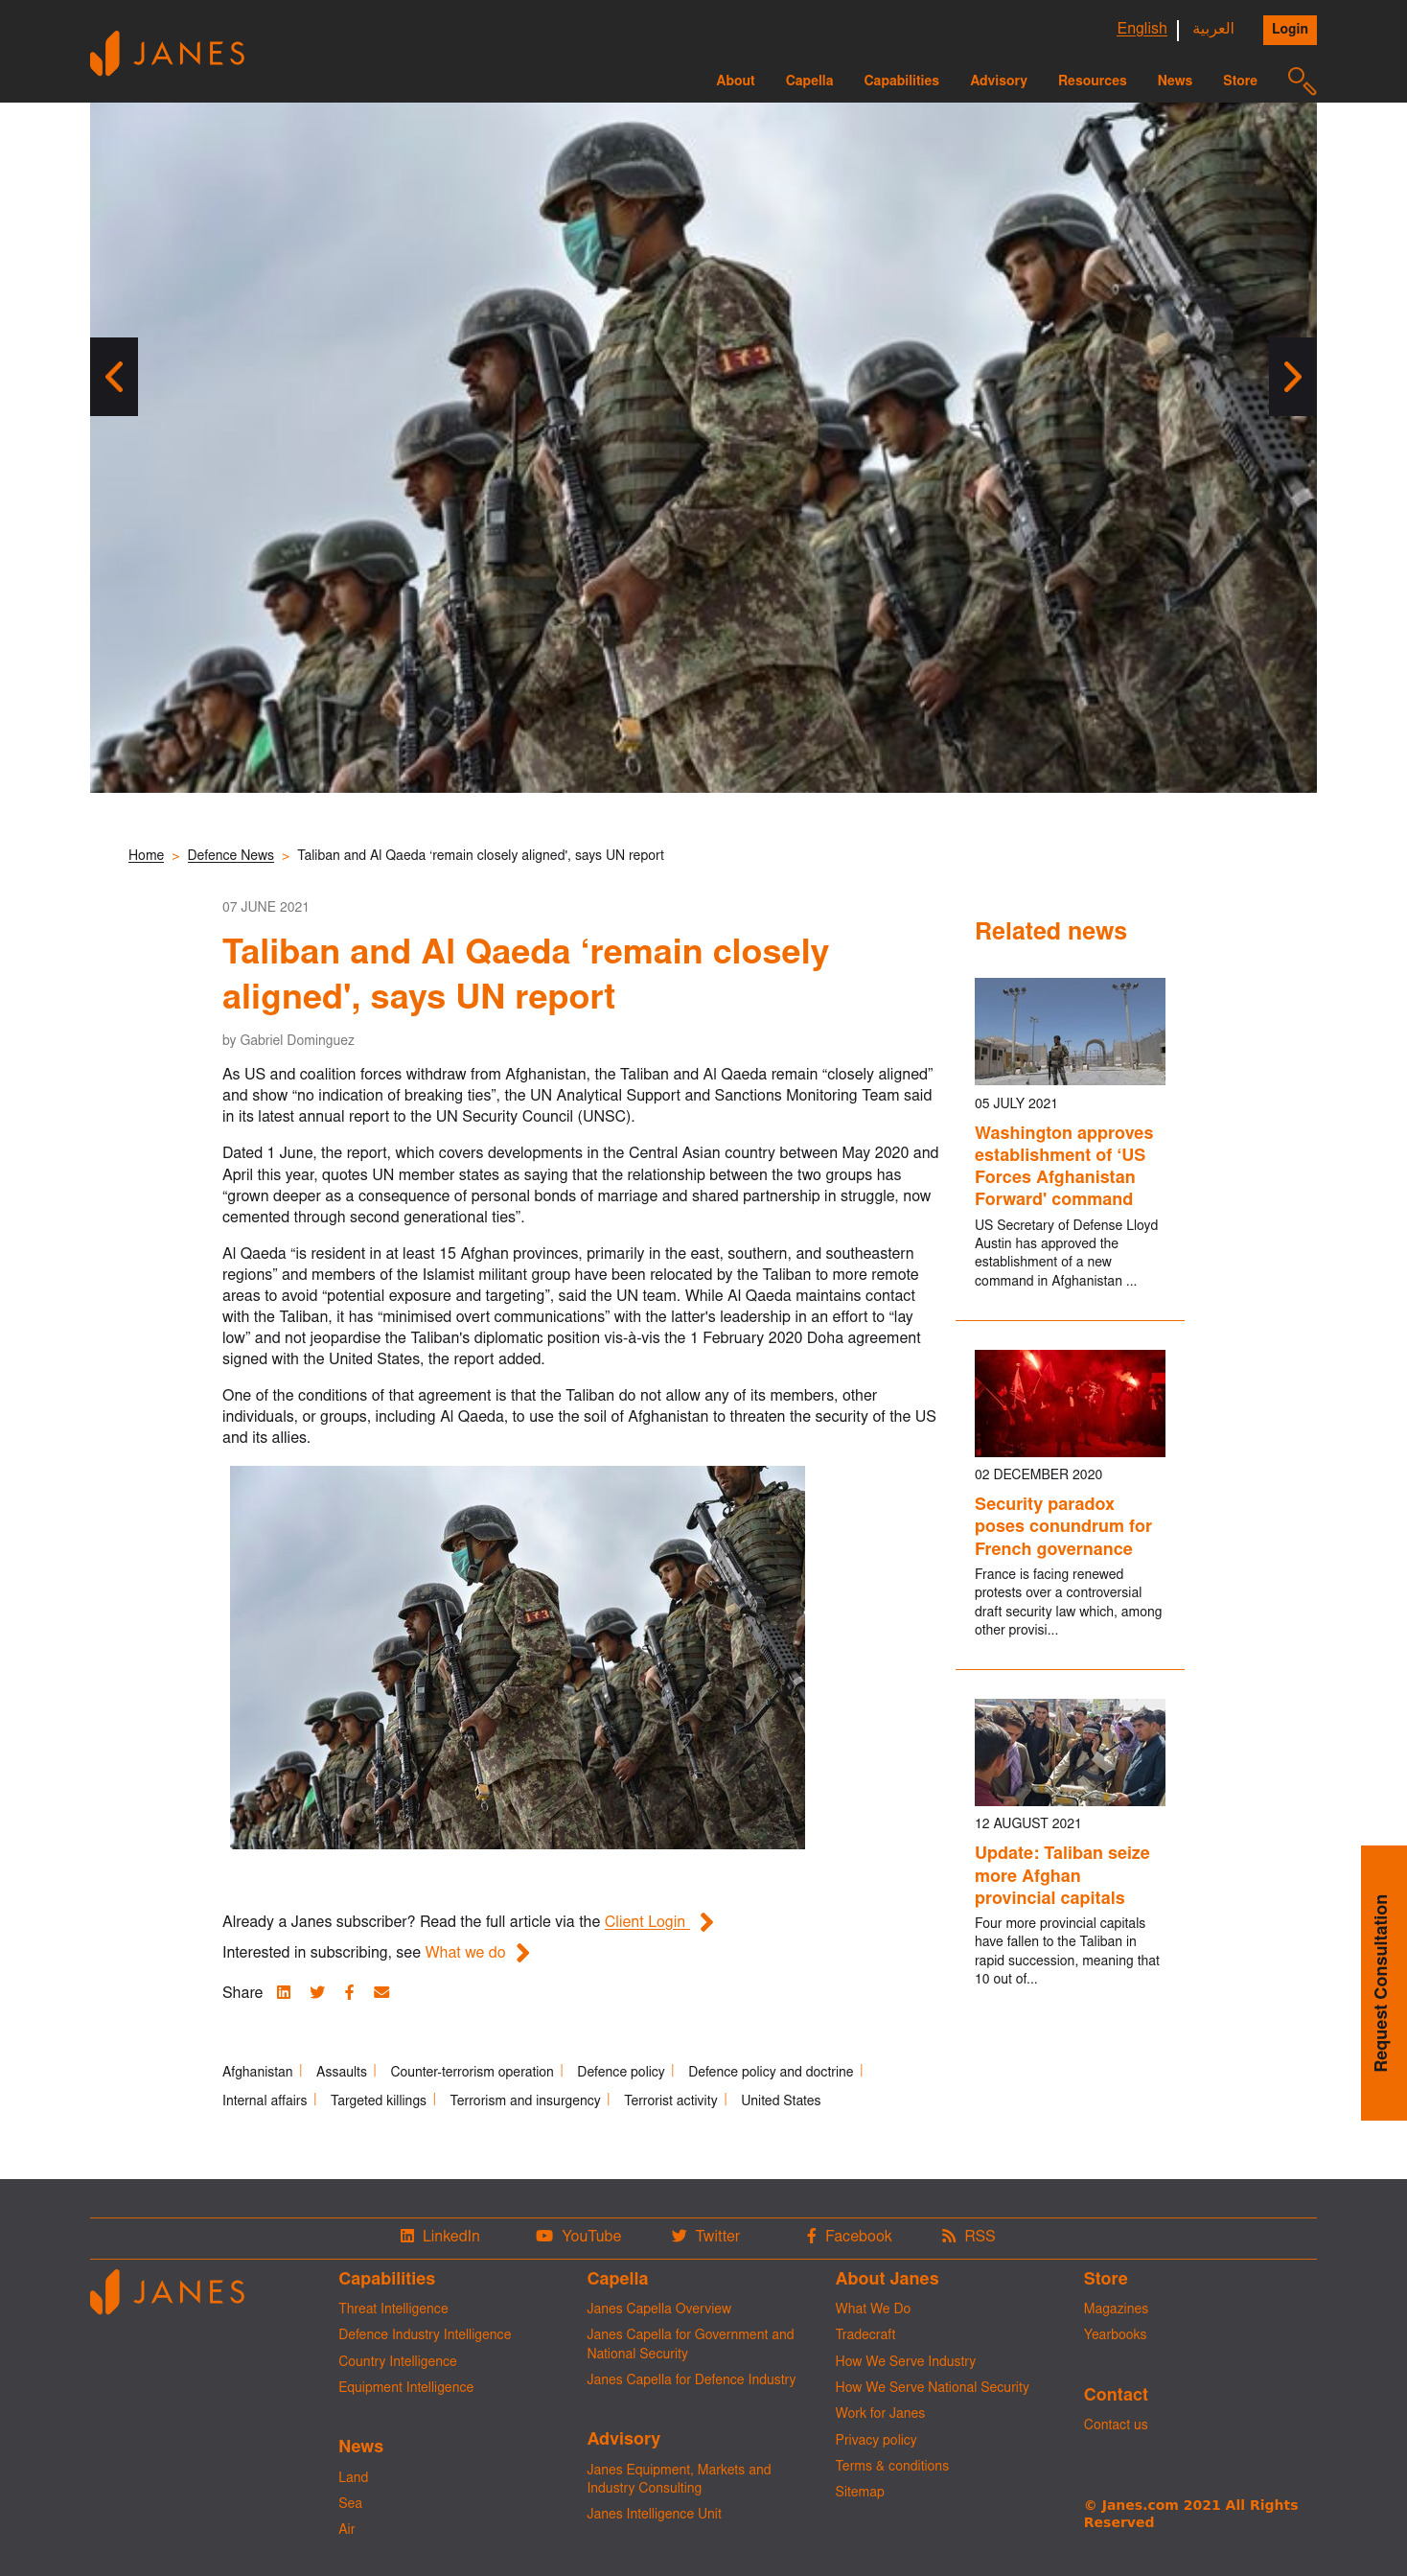 English
العربية
Login
JANES
About
Capella
Capabilities
Advisory
Resources
News
Store
173
Home > Defence News > Taliban and Al Qaeda ‘remain closely aligned', says UN report
07 JUNE 2021
Taliban and Al Qaeda ‘remain closely
aligned', says UN report
by Gabriel Dominguez
As US and coalition forces withdraw from Afghanistan, the Taliban and Al Qaeda remain “closely aligned”
and show “no indication of breaking ties”, the UN Analytical Support and Sanctions Monitoring Team said
in its latest annual report to the UN Security Council (UNSC).
Dated 1 June, the report, which covers developments in the Central Asian country between May 2020 and
April this year, quotes UN member states as saying that the relationship between the two groups has
“grown deeper as a consequence of personal bonds of marriage and shared partnership in struggle, now
cemented through second generational ties”.
Al Qaeda “is resident in at least 15 Afghan provinces, primarily in the east, southern, and southeastern
regions” and members of the Islamist militant group have been relocated by the Taliban to more remote
areas to avoid “potential exposure and targeting”, said the UN team. While Al Qaeda maintains contact
with the Taliban, it has “minimised overt communications” with the latter's leadership in an effort to “lay
low” and not jeopardise the Taliban's diplomatic position vis-à-vis the 1 February 2020 Doha agreement
signed with the United States, the report added.
One of the conditions of that agreement is that the Taliban do not allow any of its members, other
individuals, or groups, including Al Qaeda, to use the soil of Afghanistan to threaten the security of the US
and its allies.
173
Already a Janes subscriber? Read the full article via the Client Login
Interested in subscribing, see What we do
Share
Afghanistan | Assaults | Counter-terrorism operation | Defence policy | Defence policy and doctrine |
Internal affairs | Targeted killings | Terrorism and insurgency | Terrorist activity | United States
Related news
05 JULY 2021
Washington approves
establishment of ‘US
Forces Afghanistan
Forward' command
US Secretary of Defense Lloyd
Austin has approved the
establishment of a new
command in Afghanistan ...
02 DECEMBER 2020
Security paradox
poses conundrum for
French governance
France is facing renewed
protests over a controversial
draft security law which, among
other provisi...
12 AUGUST 2021
Update: Taliban seize
more Afghan
provincial capitals
Four more provincial capitals
have fallen to the Taliban in
rapid succession, meaning that
10 out of...
Request Consultation
LinkedIn
YouTube
Twitter
Facebook
RSS
JANES
Capabilities
Threat Intelligence
Defence Industry Intelligence
Country Intelligence
Equipment Intelligence
News
Land
Sea
Air
Capella
Janes Capella Overview
Janes Capella for Government and
National Security
Janes Capella for Defence Industry
Advisory
Janes Equipment, Markets and
Industry Consulting
Janes Intelligence Unit
About Janes
What We Do
Tradecraft
How We Serve Industry
How We Serve National Security
Work for Janes
Privacy policy
Terms & conditions
Sitemap
Store
Magazines
Yearbooks
Contact
Contact us
© Janes.com 2021 All Rights
Reserved